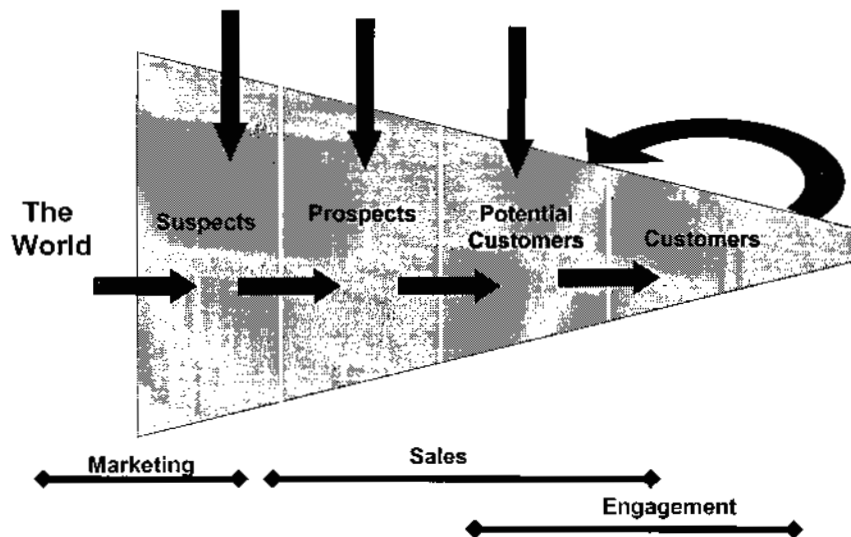 The
World
Suspects
Prospects
Potential
Customers
Customers
Marketing
Sales
Engagement